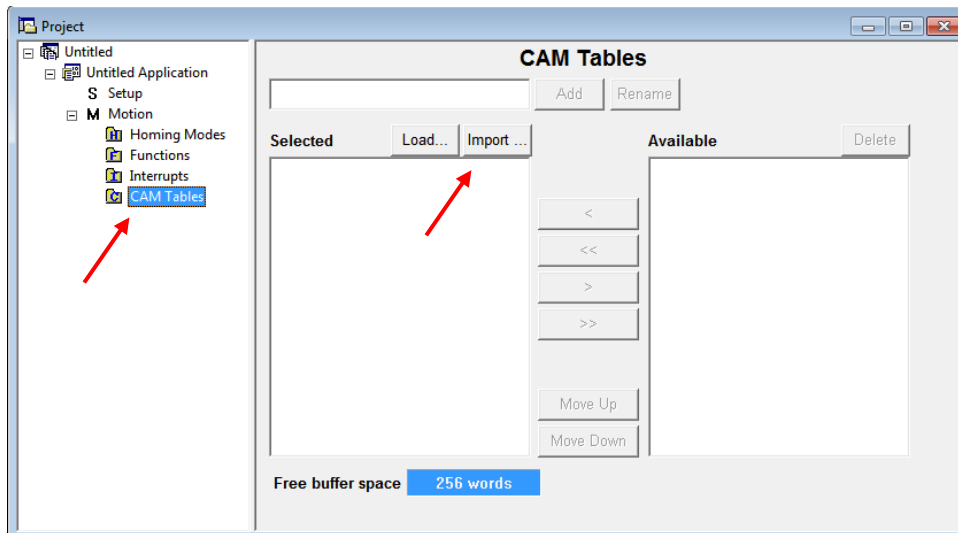 Project
Untitled
Untitled Application
S Setup
M Motion
H Homing Modes
F Functions
I Interrupts
C CAM Tables
CAM Tables
Add Rename
Selected Load... Import ... Available Delete
<
<<
>
>>
Move Up
Move Down
Free buffer space 256 words